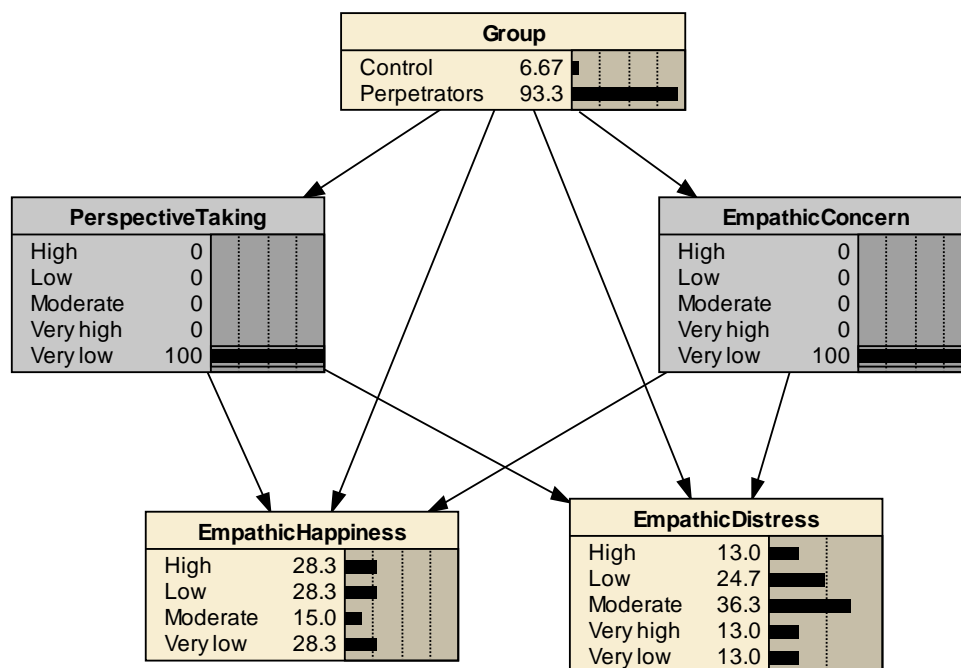 Group
Control 6.67
Perpetrators 93.3
PerspectiveTaking
High 0
Low 0
Moderate 0
Very high 0
Very low 100
EmpathicConcern
High 0
Low 0
Moderate 0
Very high 0
Very low 100
EmpathicHappiness
High 28.3
Low 28.3
Moderate 15.0
Very low 28.3
EmpathicDistress
High 13.0
Low 24.7
Moderate 36.3
Very high 13.0
Very low 13.0